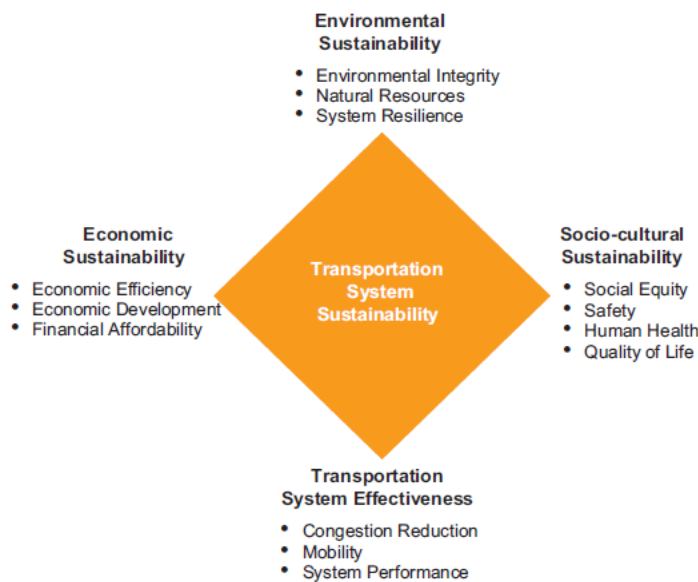 Environmental
Sustainability
• Environmental Integrity
• Natural Resources
• System Resilience
Economic
Sustainability
• Economic Efficiency
• Economic Development
• Financial Affordability
Transportation
System
Sustainability
Socio-cultural
Sustainability
• Social Equity
• Safety
• Human Health
• Quality of Life
Transportation
System Effectiveness
• Congestion Reduction
• Mobility
• System Performance